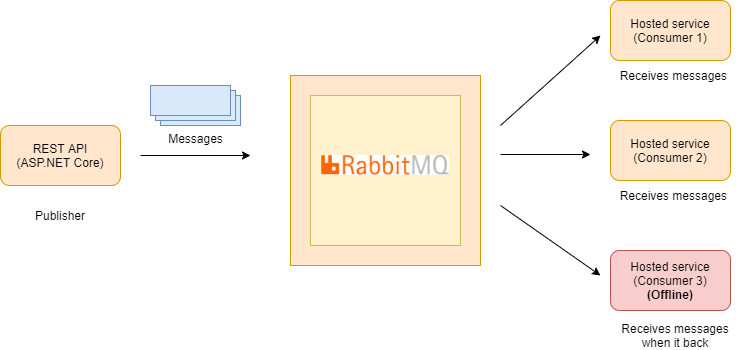 REST API
(ASP.NET Core)
Publisher
Messages
RabbitMQ
Hosted service
(Consumer 1)
Receives messages
Hosted service
(Consumer 2)
Receives messages
Hosted service
(Consumer 3)
(Offline)
Receives messages
when it back